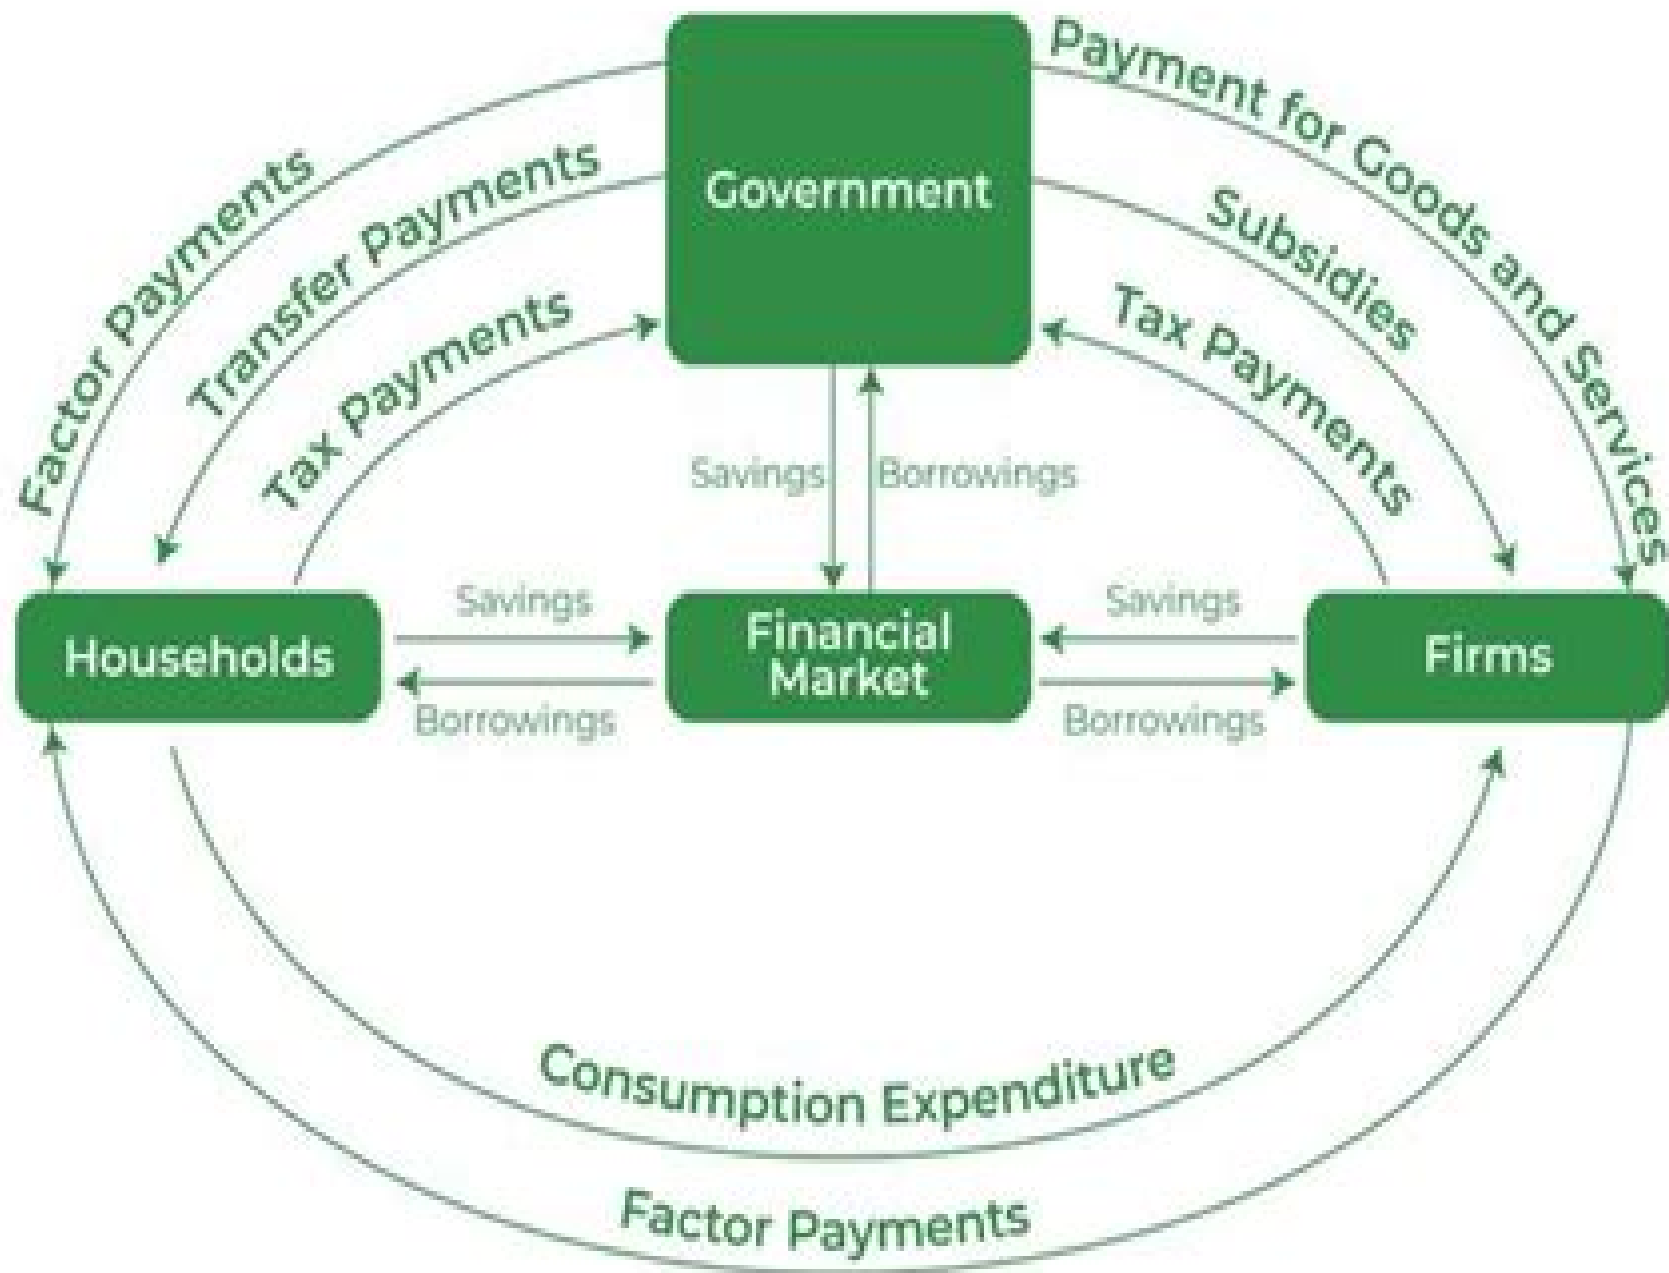 Payment for Goods and Services
Factor Payments
Transfer Payments
Government
Subsidies
Tax Payments
Tax Payments
Savings
Borrowings
Savings
Savings
Households
Financial
Market
Firms
Borrowings
Borrowings
Consumption Expenditure
Factor Payments